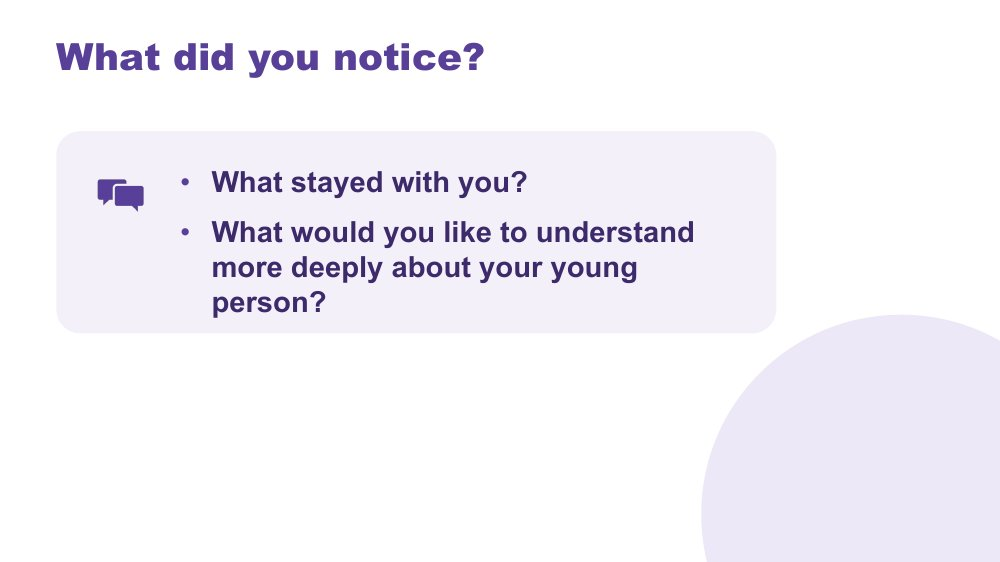 What did you notice?
• What stayed with you?
• What would you like to understand
more deeply about your young
person?